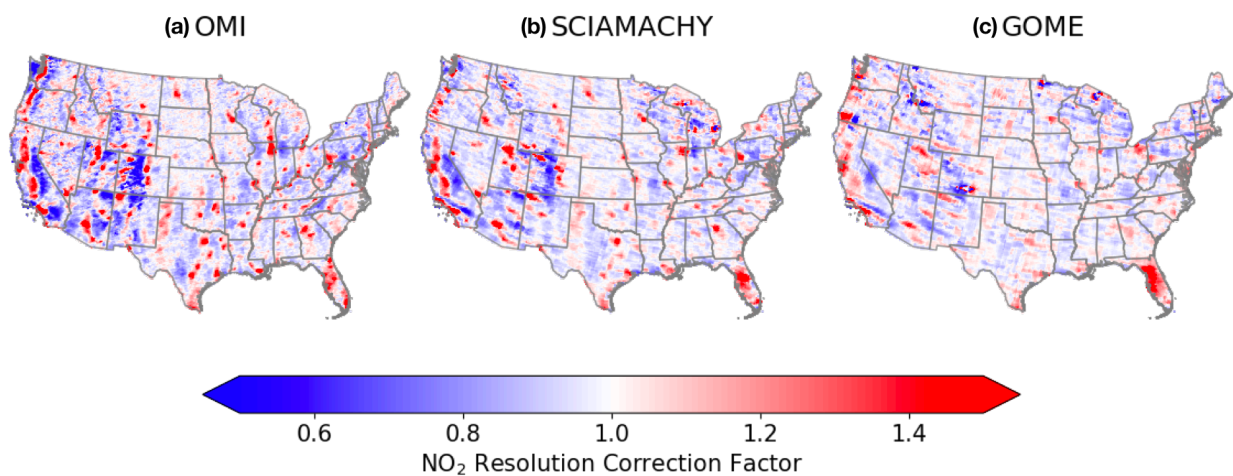 (a) OMI
(b) SCIAMACHY
(c) GOME
0.6 0.8 1.0 1.2 1.4
NO₂ Resolution Correction Factor